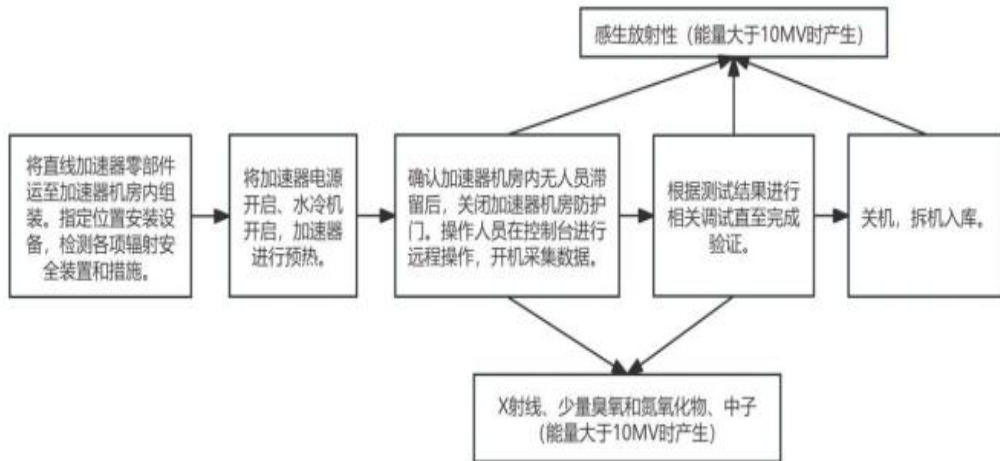 感生放射性（能量大于10MV时产生）
将直线加速器零部件
运至加速器机房内组
装。指定位置安装设
备，检测各项辐射安
全装置和措施。
将加速器电源
开启、水冷机
开启，加速器
进行预热。
确认加速器机房内无人员滞
留后，关闭加速器机房防护
门。操作人员在控制台进行
远程操作，开机采集数据。
根据测试结果进行
相关调试直至完成
验证。
关机，拆机入库。
X射线、少量臭氧和氮氧化物、中子
（能量大于10MV时产生）